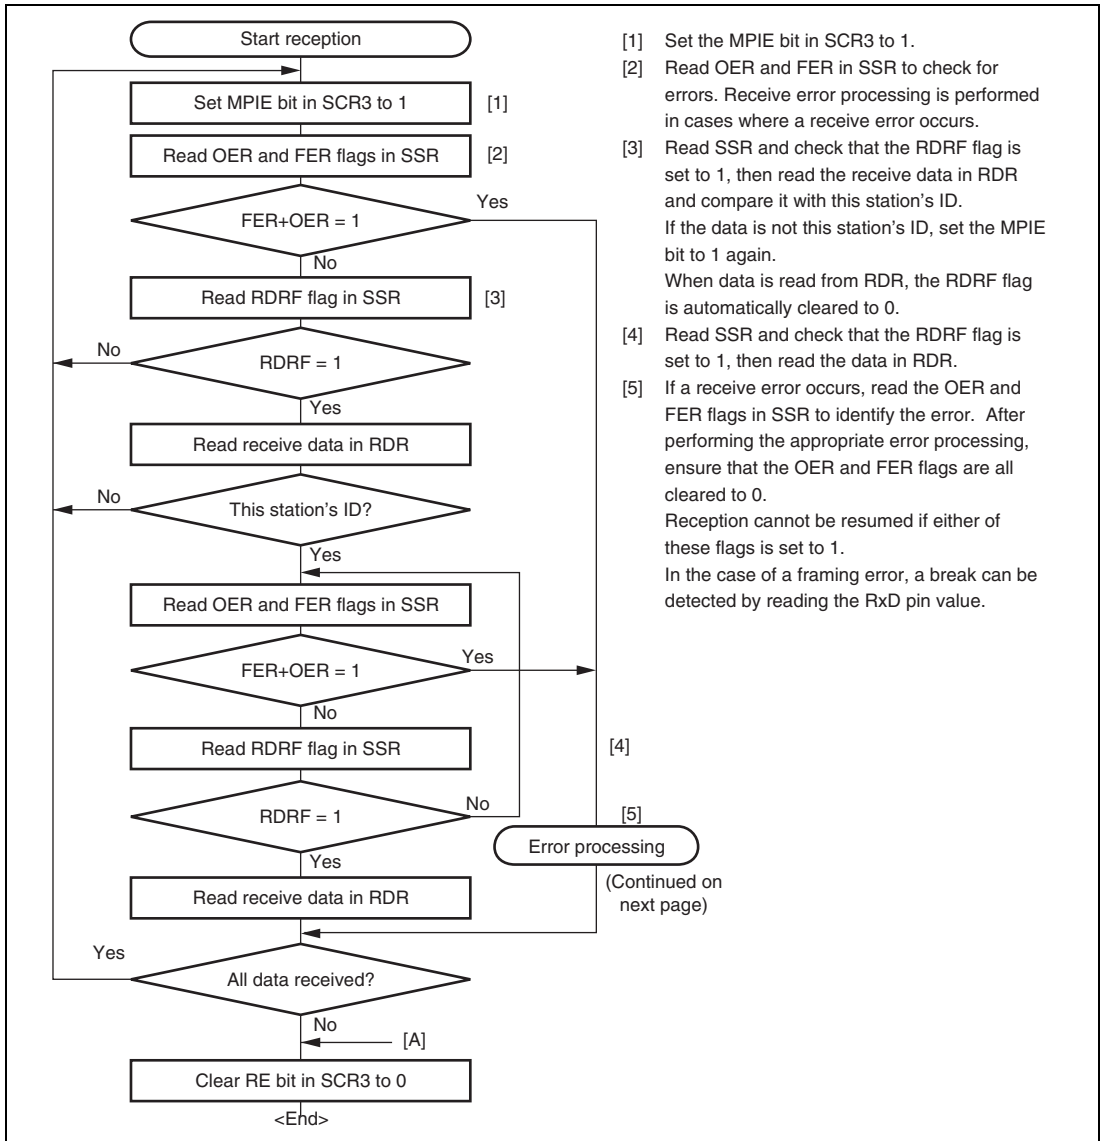 Start reception
Set MPIE bit in SCR3 to 1
[1]
Read OER and FER flags in SSR
[2]
FER+OER = 1
Yes
No
Read RDRF flag in SSR
[3]
RDRF = 1
No
Yes
Read receive data in RDR
This station's ID?
No
Yes
Read OER and FER flags in SSR
FER+OER = 1
Yes
No
Read RDRF flag in SSR
[4]
RDRF = 1
No
[5]
Error processing
Yes
(Continued on
next page)
Read receive data in RDR
Yes
All data received?
No
[A]
Clear RE bit in SCR3 to 0
<End>
[1] Set the MPIE bit in SCR3 to 1.
[2] Read OER and FER in SSR to check for
errors. Receive error processing is performed
in cases where a receive error occurs.
[3] Read SSR and check that the RDRF flag is
set to 1, then read the receive data in RDR
and compare it with this station's ID.
If the data is not this station's ID, set the MPIE
bit to 1 again.
When data is read from RDR, the RDRF flag
is automatically cleared to 0.
[4] Read SSR and check that the RDRF flag is
set to 1, then read the data in RDR.
[5] If a receive error occurs, read the OER and
FER flags in SSR to identify the error. After
performing the appropriate error processing,
ensure that the OER and FER flags are all
cleared to 0.
Reception cannot be resumed if either of
these flags is set to 1.
In the case of a framing error, a break can be
detected by reading the RxD pin value.